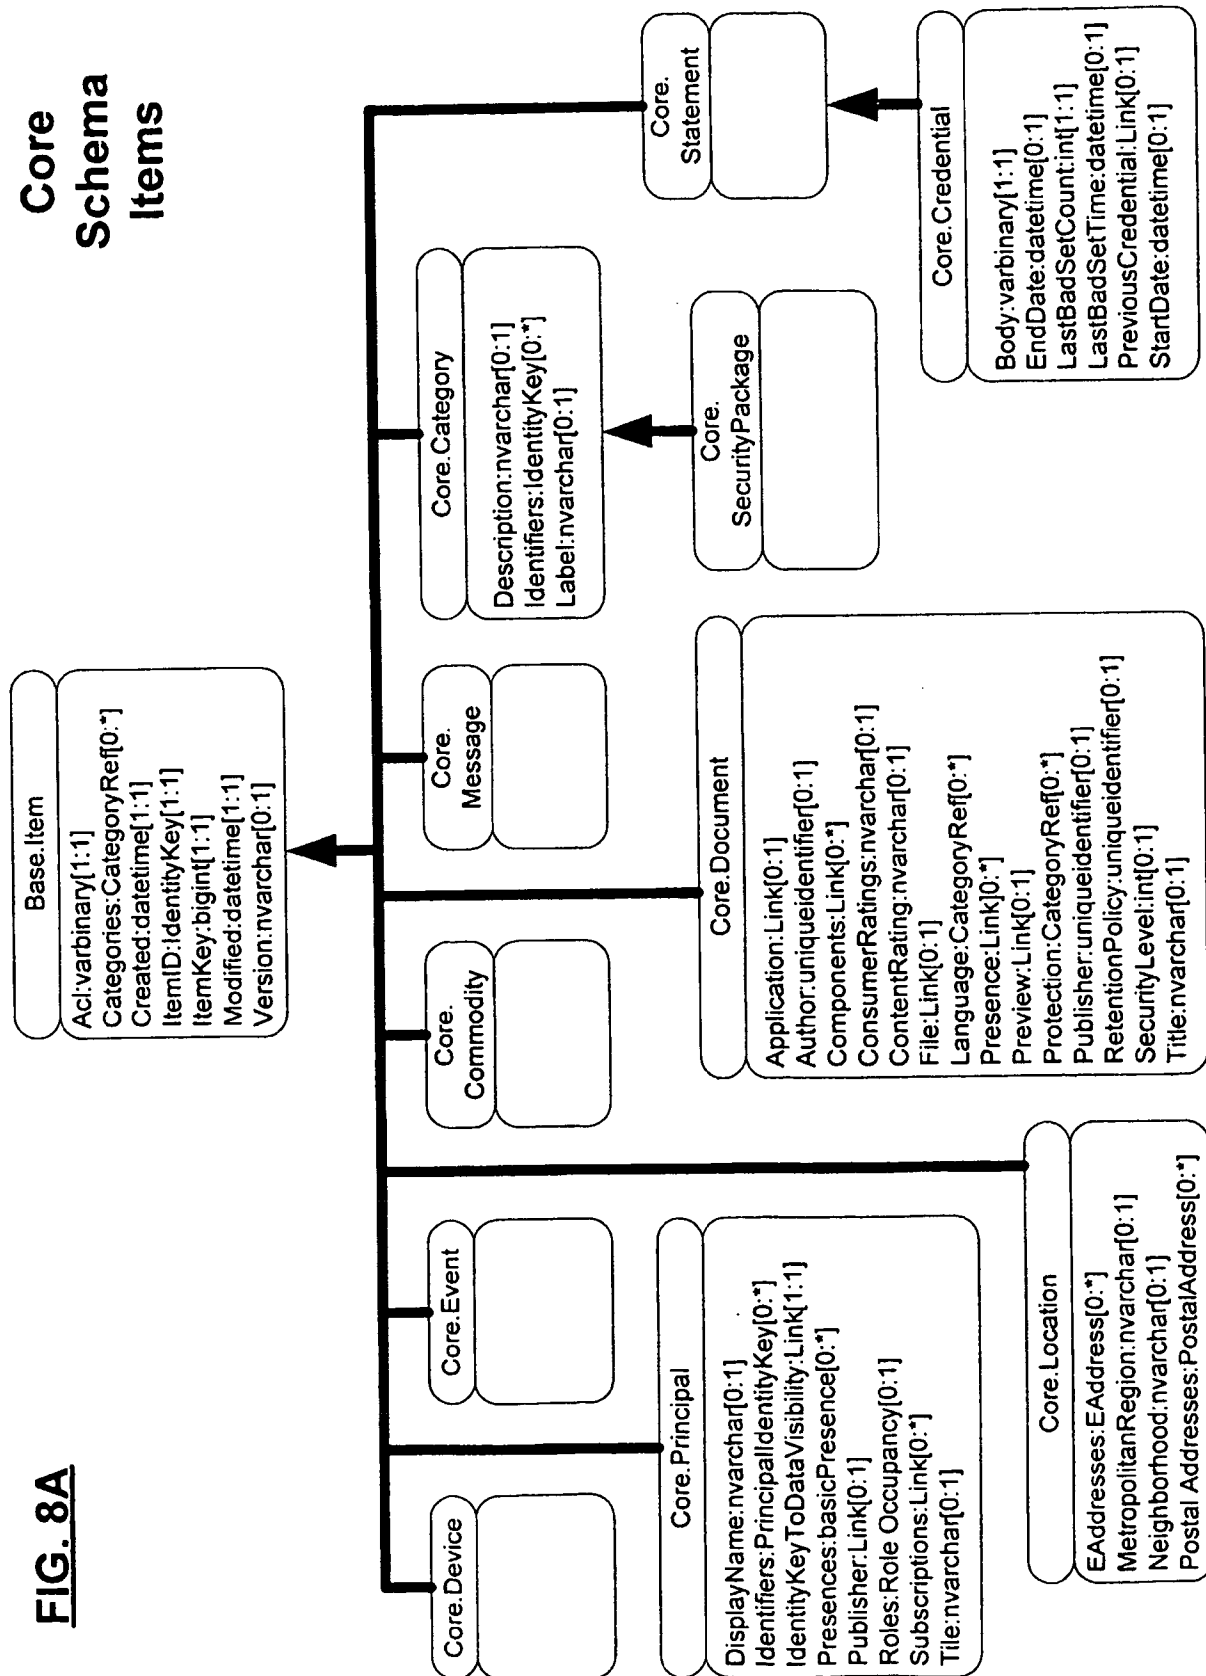 FIG. 8A
Core
Schema
Items
Base.Item
Acl:varbinary[1:1]
Categories:CategoryRef[0:*]
Created:datetime[1:1]
ItemID:IdentityKey[1:1]
ItemKey:bigint[1:1]
Modified:datetime[1:1]
Version:nvarchar[0:1]
Core.Device
Core.Event
Core.
Commodity
Core.
Message
Core.Category
Description:nvarchar[0:1]
Identifiers:IdentityKey[0:*]
Label:nvarchar[0:1]
Core.
Statement
Core.Principal
DisplayName:nvarchar[0:1]
Identifiers:PrincipalIdentityKey[0:*]
IdentityKeyToDataVisibility:Link[1:1]
Presences:basicPresence[0:*]
Publisher:Link[0:1]
Roles:Role Occupancy[0:1]
Subscriptions:Link[0:*]
Tile:nvarchar[0:1]
Core.Document
Application:Link[0:1]
Author:uniqueidentifier[0:1]
Components:Link[0:*]
ConsumerRatings:nvarchar[0:1]
ContentRating:nvarchar[0:1]
File:Link[0:1]
Language:CategoryRef[0:*]
Presence:Link[0:*]
Preview:Link[0:1]
Protection:CategoryRef[0:*]
Publisher:uniqueidentifier[0:1]
RetentionPolicy:uniqueidentifier[0:1]
SecurityLevel:int[0:1]
Title:nvarchar[0:1]
Core.
SecurityPackage
Core.Credential
Body:varbinary[1:1]
EndDate:datetime[0:1]
LastBadSetCount:int[1:1]
LastBadSetTime:datetime[0:1]
PreviousCredential:Link[0:1]
StartDate:datetime[0:1]
Core.Location
EAddresses:EAddress[0:*]
MetropolitanRegion:nvarchar[0:1]
Neighborhood:nvarchar[0:1]
Postal Addresses:PostalAddress[0:*]